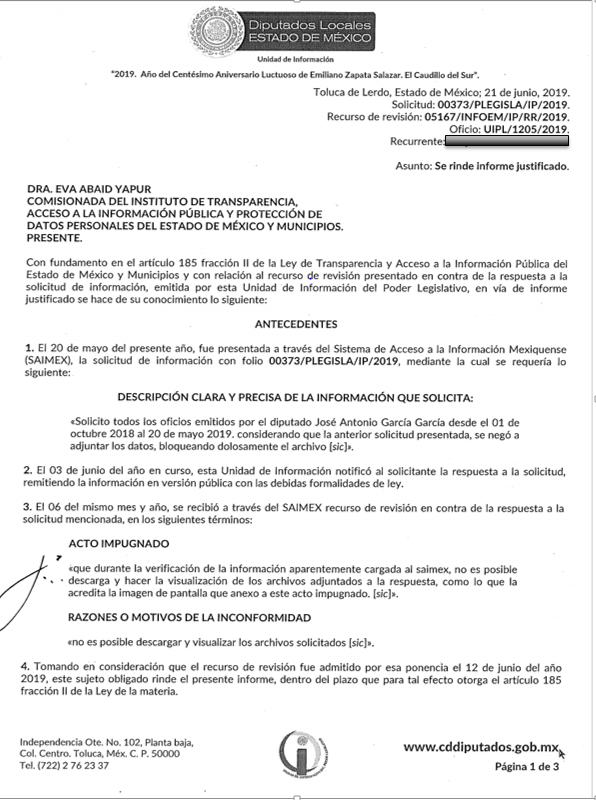 Diputados Locales
ESTADO DE MÉXICO
Unidad de Información
"2019. Año del Centésimo Aniversario Luctuoso de Emiliano Zapata Salazar. El Caudillo del Sur".
Toluca de Lerdo, Estado de México; 21 de junio, 2019.
Solicitud: 00373/PLEGISLA/IP/2019.
Recurso de revisión: 05167/INFOEM/IP/RR/2019.
Oficio: UIPL/1205/2019.
Recurrente:
Asunto: Se rinde informe justificado.
DRA. EVA ABAID YAPUR
COMISIONADA DEL INSTITUTO DE TRANSPARENCIA,
ACCESO A LA INFORMACIÓN PÚBLICA Y PROTECCIÓN DE
DATOS PERSONALES DEL ESTADO DE MÉXICO Y MUNICIPIOS.
PRESENTE.
Con fundamento en el artículo 185 fracción II de la Ley de Transparencia y Acceso a la Información Pública del
Estado de México y Municipios y con relación al recurso de revisión presentado en contra de la respuesta a la
solicitud de información, emitida por esta Unidad de Información del Poder Legislativo, en vía de informe
justificado se hace de su conocimiento lo siguiente:
ANTECEDENTES
1. El 20 de mayo del presente año, fue presentada a través del Sistema de Acceso a la Información Mexiquense
(SAIMEX), la solicitud de información con folio 00373/PLEGISLA/IP/2019, mediante la cual se requería lo
siguiente:
DESCRIPCIÓN CLARA Y PRECISA DE LA INFORMACIÓN QUE SOLICITA:
«Solicito todos los oficios emitidos por el diputado José Antonio García García desde el 01 de
octubre 2018 al 20 de mayo 2019. considerando que la anterior solicitud presentada, se negó a
adjuntar los datos, bloqueando dolosamente el archivo [sic]».
2. El 03 de junio del año en curso, esta Unidad de Información notificó al solicitante la respuesta a la solicitud,
remitiendo la información en versión pública con las debidas formalidades de ley.
3. El 06 del mismo mes y año, se recibió a través del SAIMEX recurso de revisión en contra de la respuesta a la
solicitud mencionada, en los siguientes términos:
ACTO IMPUGNADO
«que durante la verificación de la información aparentemente cargada al saimex, no es posible
descarga y hacer la visualización de los archivos adjuntados a la respuesta, como lo que la
acredita la imagen de pantalla que anexo a este acto impugnado. [sic]».
RAZONES O MOTIVOS DE LA INCONFORMIDAD
«no es posible descargar y visualizar los archivos solicitados [sic]».
4. Tomando en consideración que el recurso de revisión fue admitido por esa ponencia el 12 de junio del año
2019, este sujeto obligado rinde el presente informe, dentro del plazo que para tal efecto otorga el artículo 185
fracción II de la Ley de la materia.
Independencia Ote. No. 102, Planta baja,
Col. Centro. Toluca, Méx. C. P. 50000
Tel. (722) 2 76 23 37
www.cddiputados.gob.mx
Página 1 de 3